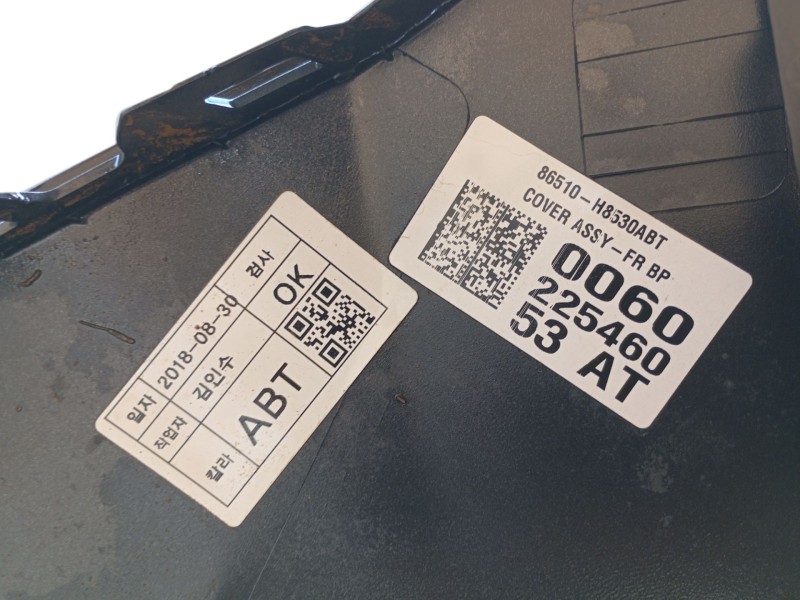 일자 2018-08-30 검사
작업자 김인수 OK
칼라 ABT
86510-H8530ABT
COVER ASSY-FR BP
0060
225460
53 AT